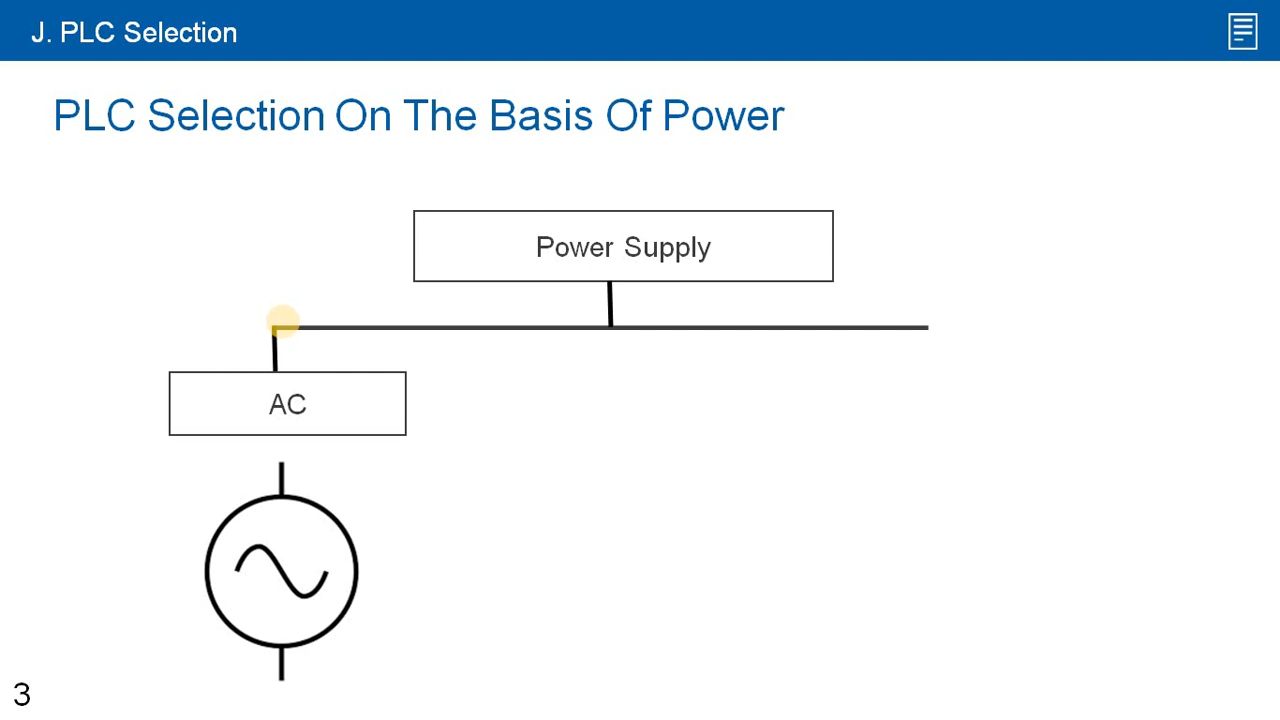 J. PLC Selection
PLC Selection On The Basis Of Power
Power Supply
AC
3